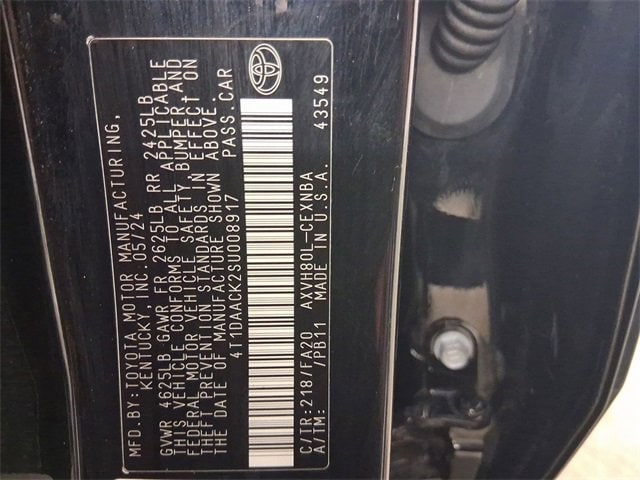 MFD. BY: TOYOTA MOTOR MANUFACTURING,
KENTUCKY, INC. 05/24
GVWR 4625LB GAWR FR 2625LB RR 2425LB
THIS VEHICLE CONFORMS TO ALL APPLICABLE
FEDERAL MOTOR VEHICLE SAFETY, BUMPER, AND
THEFT PREVENTION STANDARDS IN EFFECT ON
THE DATE OF MANUFACTURE SHOWN ABOVE.
4T1DAACK2SU008917 PASS.CAR
C/TR:218/FA20 AXVH80L-CEXNBA
A/TM: /PB11 M A D E I N U.S.A. 43549